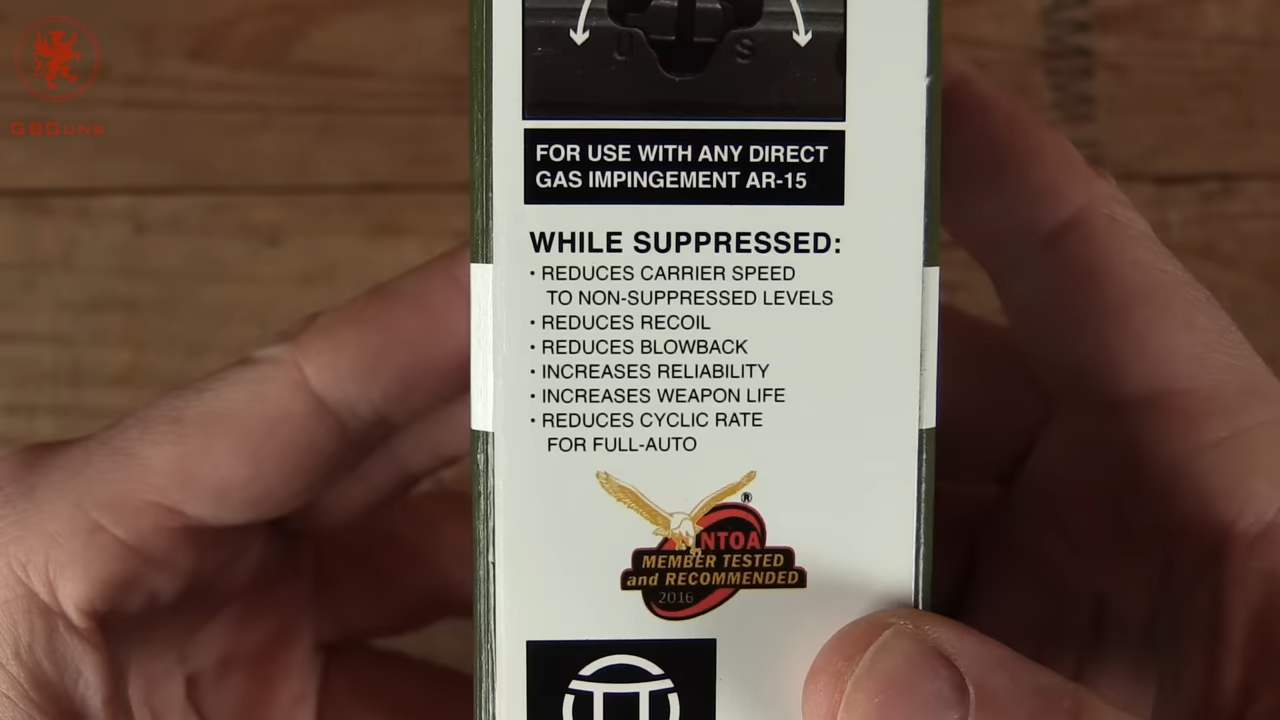 GBGUNS
U S
FOR USE WITH ANY DIRECT
GAS IMPINGEMENT AR-15
WHILE SUPPRESSED:
• REDUCES CARRIER SPEED
TO NON-SUPPRESSED LEVELS
• REDUCES RECOIL
• REDUCES BLOWBACK
• INCREASES RELIABILITY
• INCREASES WEAPON LIFE
• REDUCES CYCLIC RATE
FOR FULL-AUTO
®
NTOA
MEMBER TESTED
and RECOMMENDED
2016